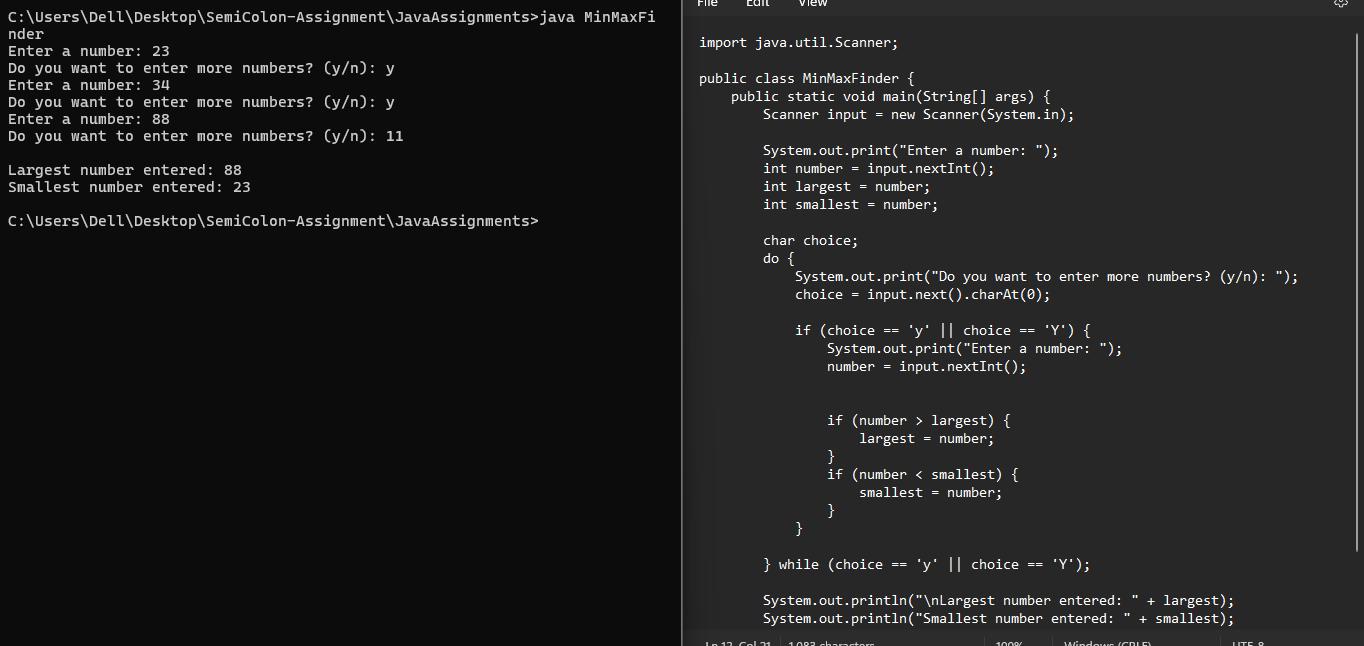 C:\Users\Dell\Desktop\SemiColon-Assignment\JavaAssignments>java MinMaxFi
nder
Enter a number: 23
Do you want to enter more numbers? (y/n): y
Enter a number: 34
Do you want to enter more numbers? (y/n): y
Enter a number: 88
Do you want to enter more numbers? (y/n): 11

Largest number entered: 88
Smallest number entered: 23

C:\Users\Dell\Desktop\SemiColon-Assignment\JavaAssignments>
File Edit View
import java.util.Scanner;

public class MinMaxFinder {
    public static void main(String[] args) {
        Scanner input = new Scanner(System.in);

        System.out.print("Enter a number: ");
        int number = input.nextInt();
        int largest = number;
        int smallest = number;

        char choice;
        do {
            System.out.print("Do you want to enter more numbers? (y/n): ");
            choice = input.next().charAt(0);

            if (choice == 'y' || choice == 'Y') {
                System.out.print("Enter a number: ");
                number = input.nextInt();


                if (number > largest) {
                    largest = number;
                }
                if (number < smallest) {
                    smallest = number;
                }
            }

        } while (choice == 'y' || choice == 'Y');

        System.out.println("\nLargest number entered: " + largest);
        System.out.println("Smallest number entered: " + smallest);
Ln 12, Col 21 1,083 characters 100% Windows (CRLF) UTF-8